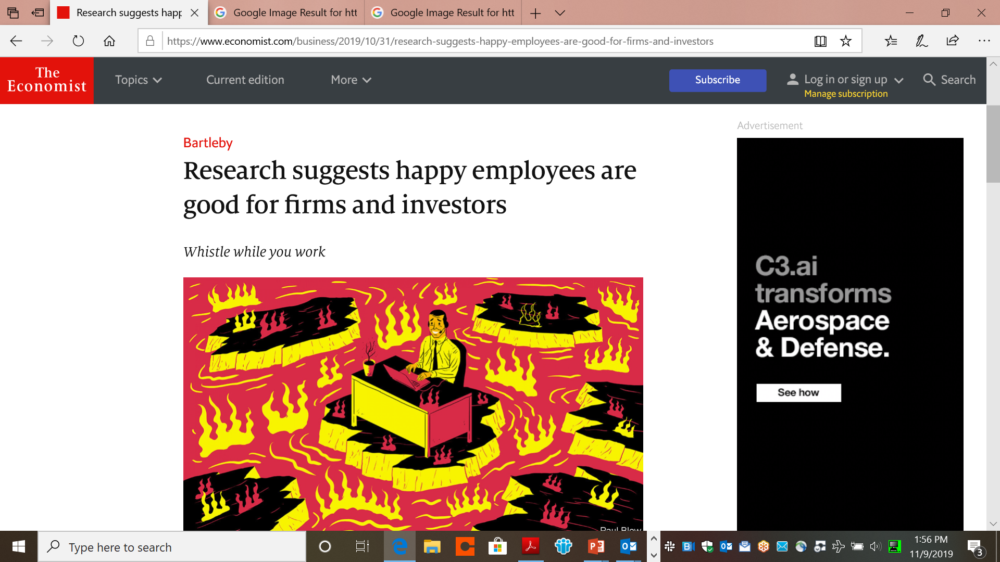 Research suggests happ
Google Image Result for htt
Google Image Result for htt
https://www.economist.com/business/2019/10/31/research-suggests-happy-employees-are-good-for-firms-and-investors
The
Economist
Topics
Current edition
More
Subscribe
Log in or sign up
Manage subscription
Search
Advertisement
Bartleby
Research suggests happy employees are
good for firms and investors
Whistle while you work
C3.ai
transforms
Aerospace
& Defense.
See how
Paul Blow
Type here to search
1:56 PM
11/9/2019
3